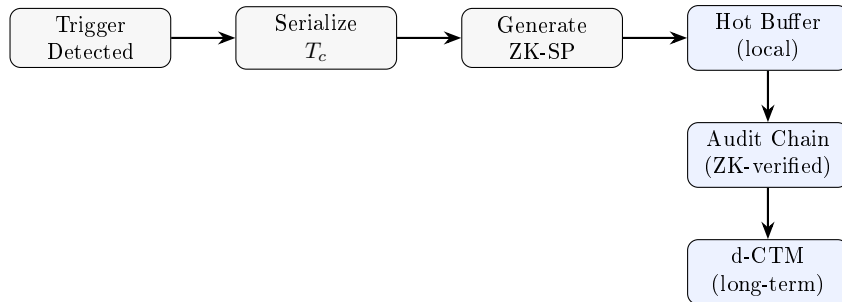 Trigger
Detected
Serialize
T_c
Generate
ZK-SP
Hot Buffer
(local)
Audit Chain
(ZK-verified)
d-CTM
(long-term)